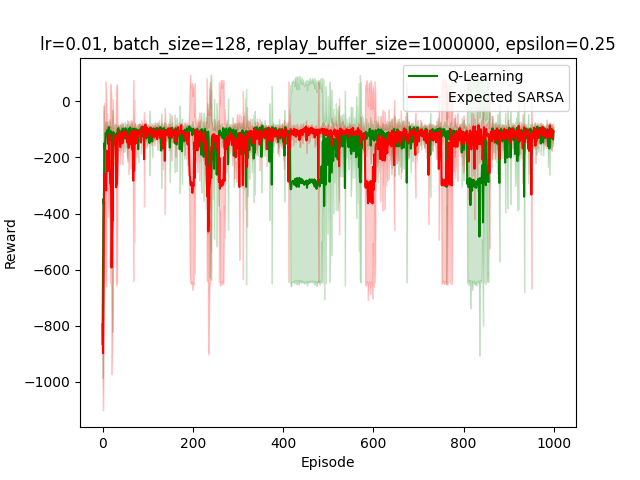 lr=0.01, batch_size=128, replay_buffer_size=1000000, epsilon=0.25
Q-Learning
Expected SARSA
0
−200
−400
−600
−800
−1000
Reward
0 200 400 600 800 1000
Episode